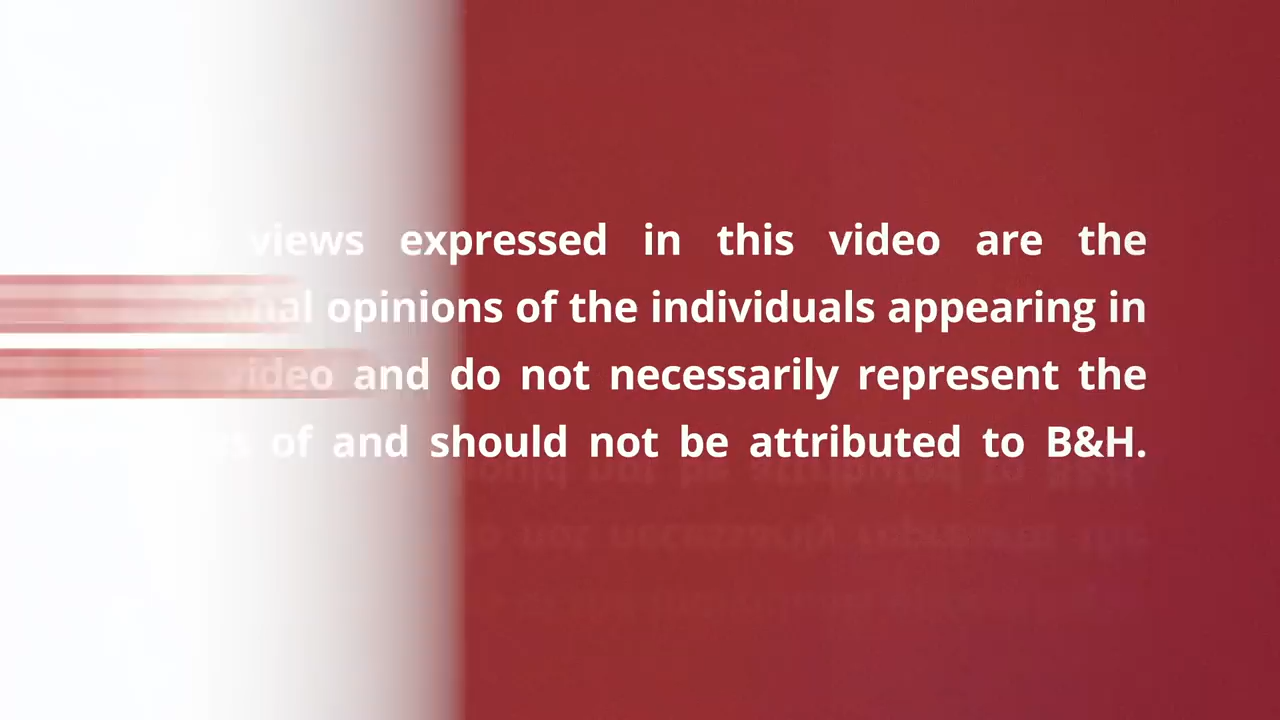 views expressed in this video are the
opinions of the individuals appearing in
video and do not necessarily represent the
of and should not be attributed to B&H.